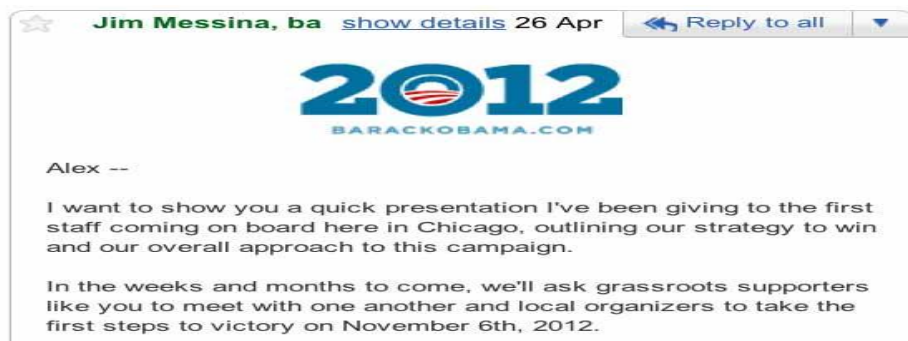 Jim Messina, ba show details 26 Apr Reply to all
2012
BARACKOBAMA.COM
Alex --
I want to show you a quick presentation I've been giving to the first
staff coming on board here in Chicago, outlining our strategy to win
and our overall approach to this campaign.
In the weeks and months to come, we'll ask grassroots supporters
like you to meet with one another and local organizers to take the
first steps to victory on November 6th, 2012.